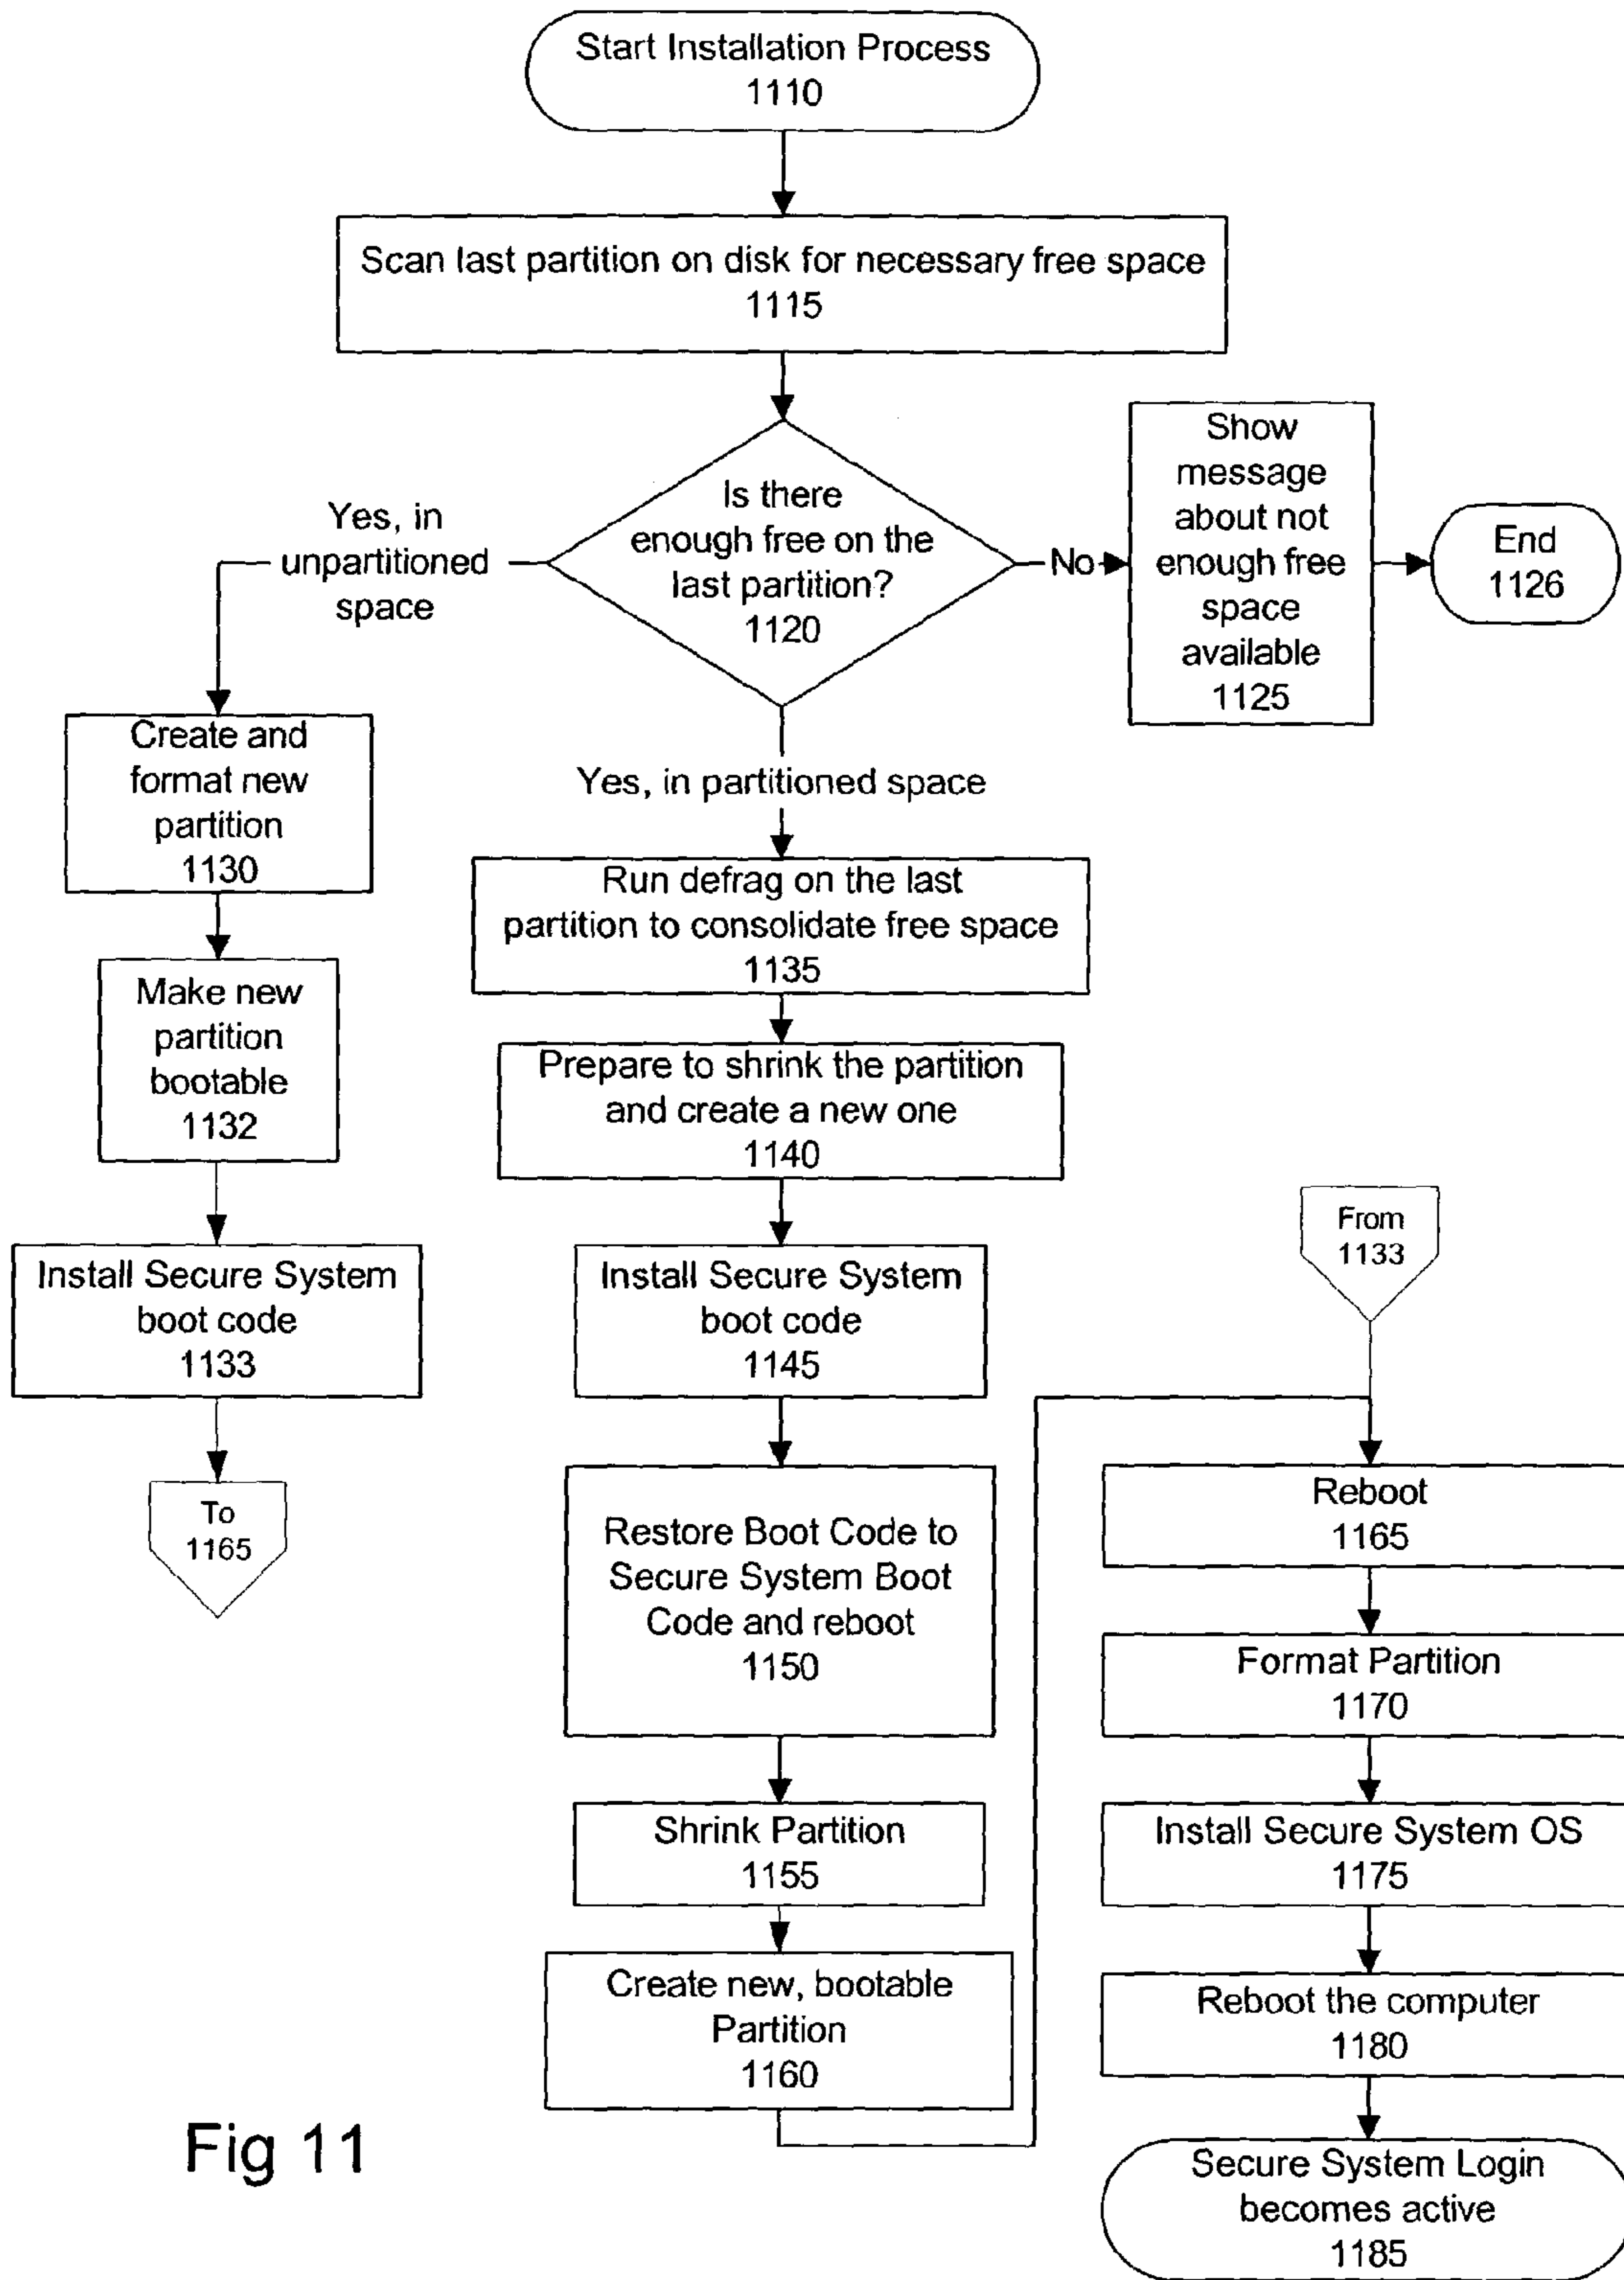 Start Installation Process
1110
Scan last partition on disk for necessary free space
1115
Is there
enough free on the
last partition?
1120
Yes, in
unpartitioned
space
No
Show
message
about not
enough free
space
available
1125
End
1126
Create and
format new
partition
1130
Make new
partition
bootable
1132
Install Secure System
boot code
1133
To
1165
Yes, in partitioned space
Run defrag on the last
partition to consolidate free space
1135
Prepare to shrink the partition
and create a new one
1140
Install Secure System
boot code
1145
Restore Boot Code to
Secure System Boot
Code and reboot
1150
Shrink Partition
1155
Create new, bootable
Partition
1160
From
1133
Reboot
1165
Format Partition
1170
Install Secure System OS
1175
Reboot the computer
1180
Secure System Login
becomes active
1185
Fig 11